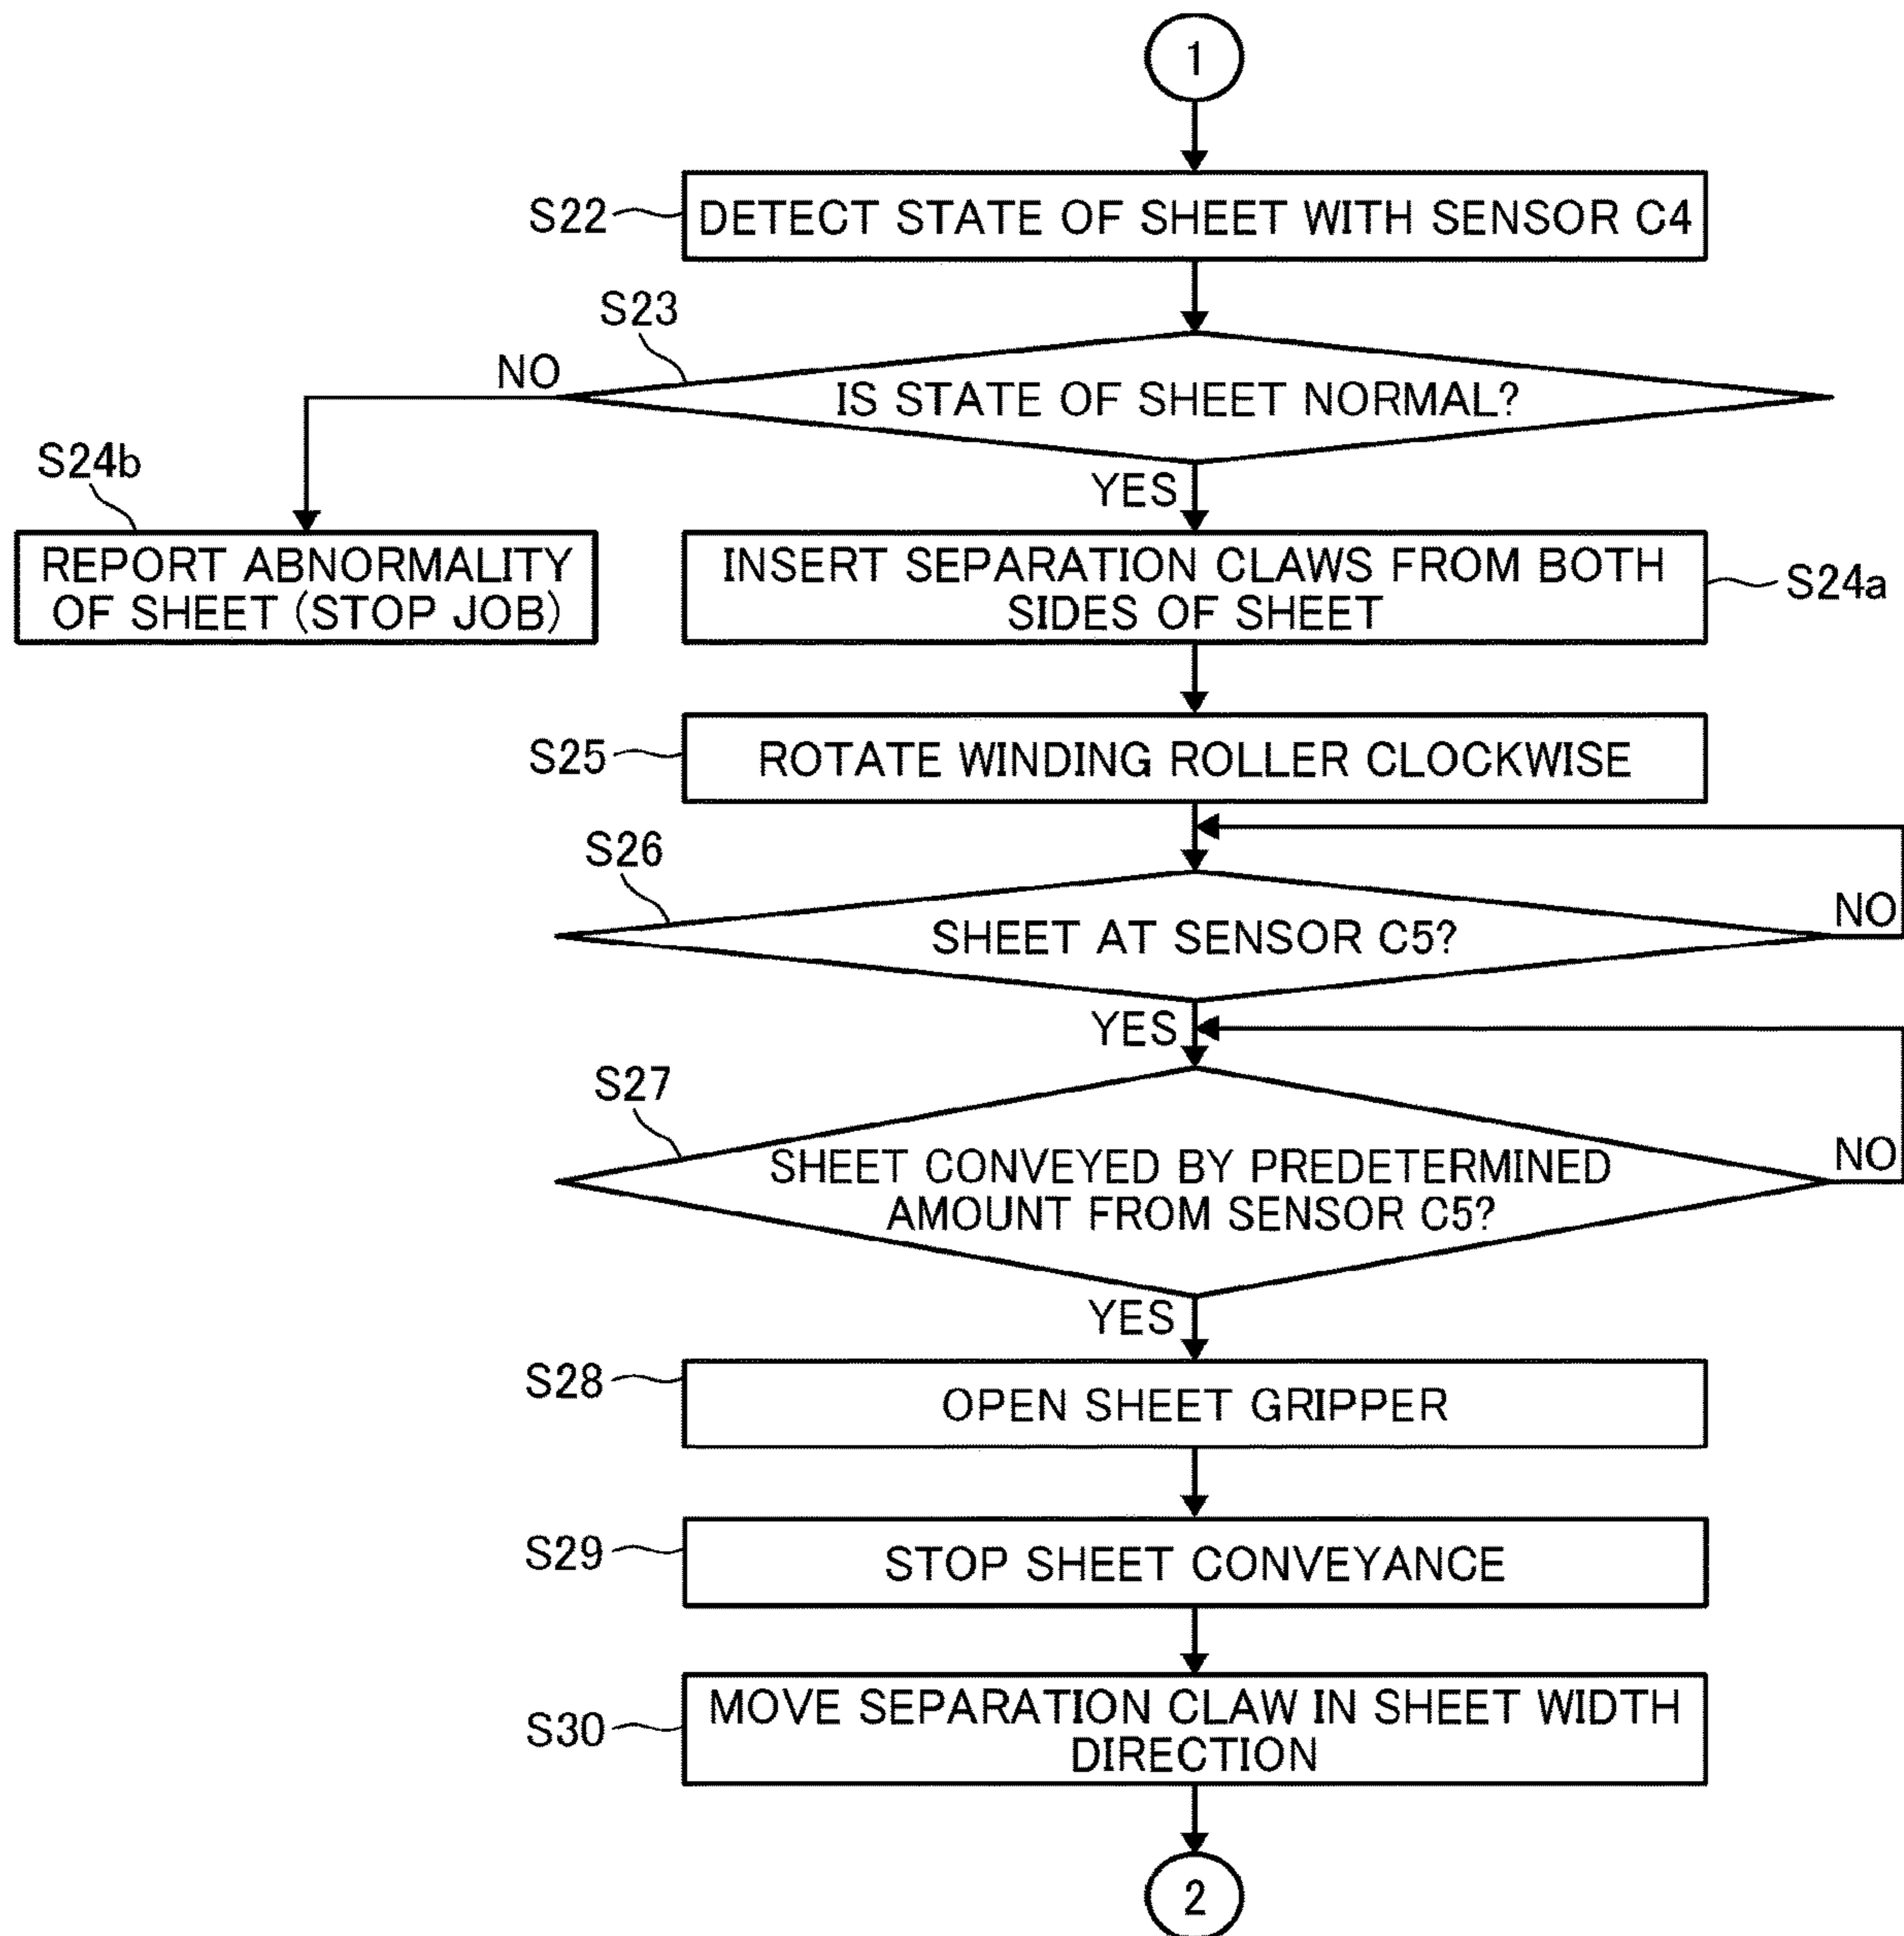 1
S22
DETECT STATE OF SHEET WITH SENSOR C4
S23
NO
IS STATE OF SHEET NORMAL?
S24b
YES
REPORT ABNORMALITY
OF SHEET (STOP JOB)
INSERT SEPARATION CLAWS FROM BOTH
SIDES OF SHEET
S24a
S25
ROTATE WINDING ROLLER CLOCKWISE
S26
NO
SHEET AT SENSOR C5?
YES
S27
NO
SHEET CONVEYED BY PREDETERMINED
AMOUNT FROM SENSOR C5?
YES
S28
OPEN SHEET GRIPPER
S29
STOP SHEET CONVEYANCE
S30
MOVE SEPARATION CLAW IN SHEET WIDTH
DIRECTION
2